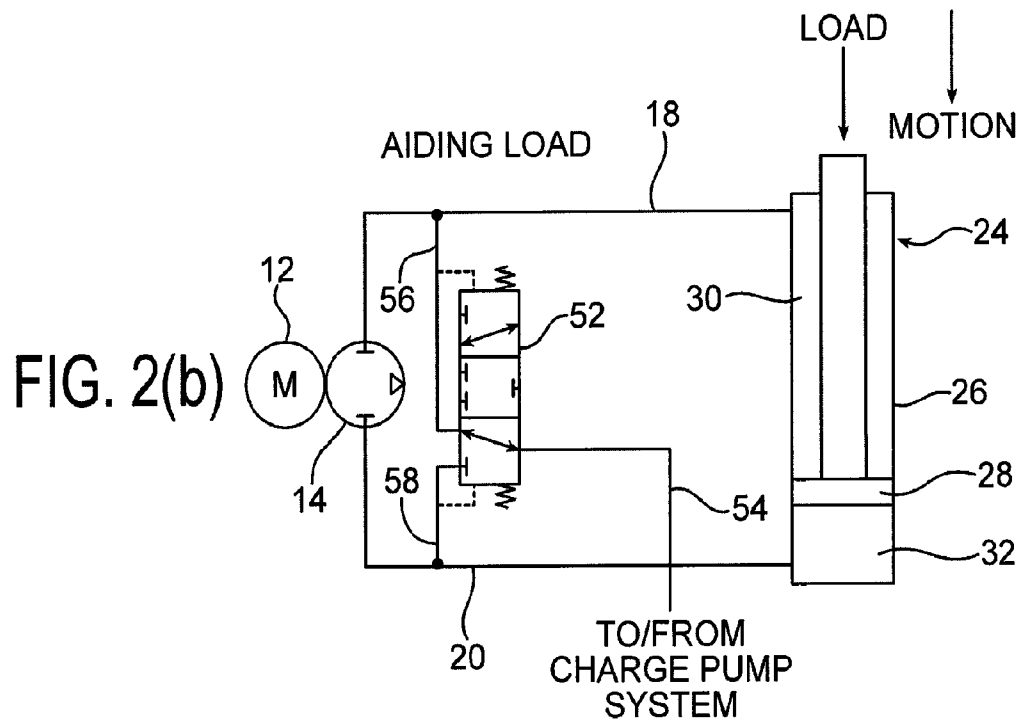 LOAD
MOTION
18
AIDING LOAD
24
12
56
30
52
FIG. 2(b)
M
26
14
58
54
28
32
20
TO/FROM
CHARGE PUMP
SYSTEM